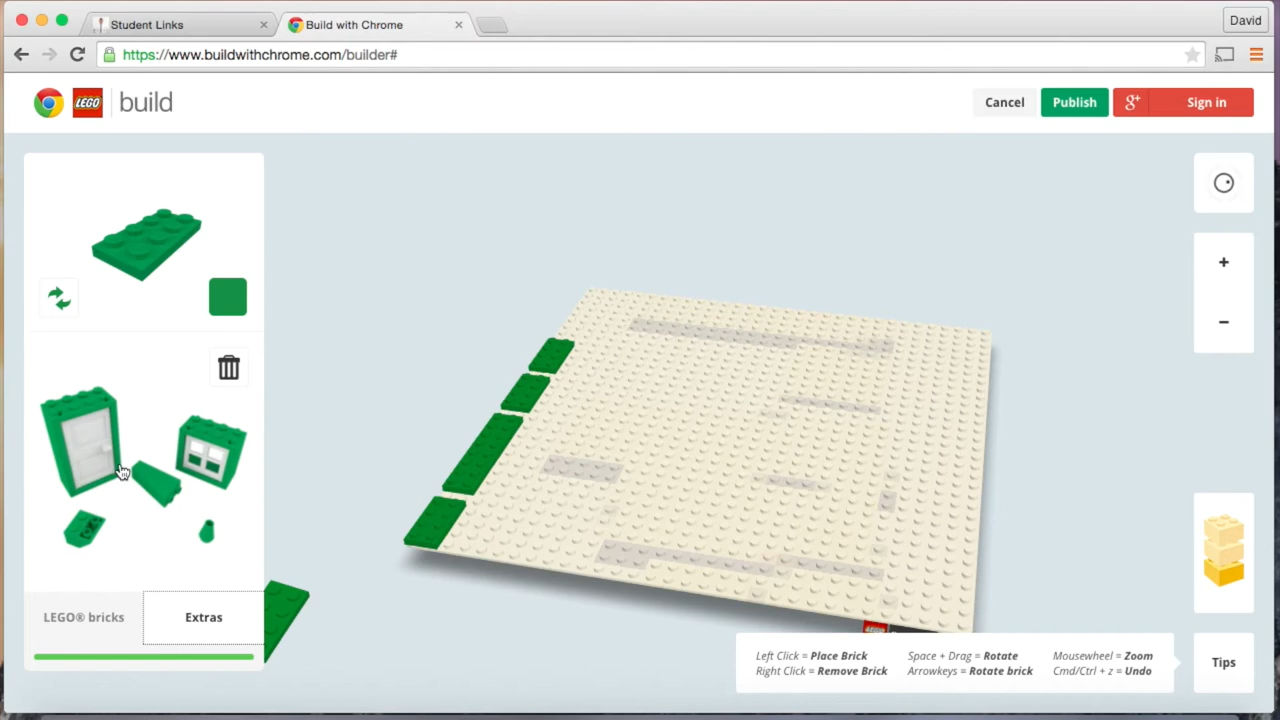 Student Links
Build with Chrome
David
https://www.buildwithchrome.com/builder#
LEGO build
Cancel
Publish
g+ Sign in
+
−
LEGO® bricks
Extras
Left Click = Place Brick Space + Drag = Rotate Mousewheel = Zoom
Right Click = Remove Brick Arrowkeys = Rotate brick Cmd/Ctrl + z = Undo
Tips
LEGO